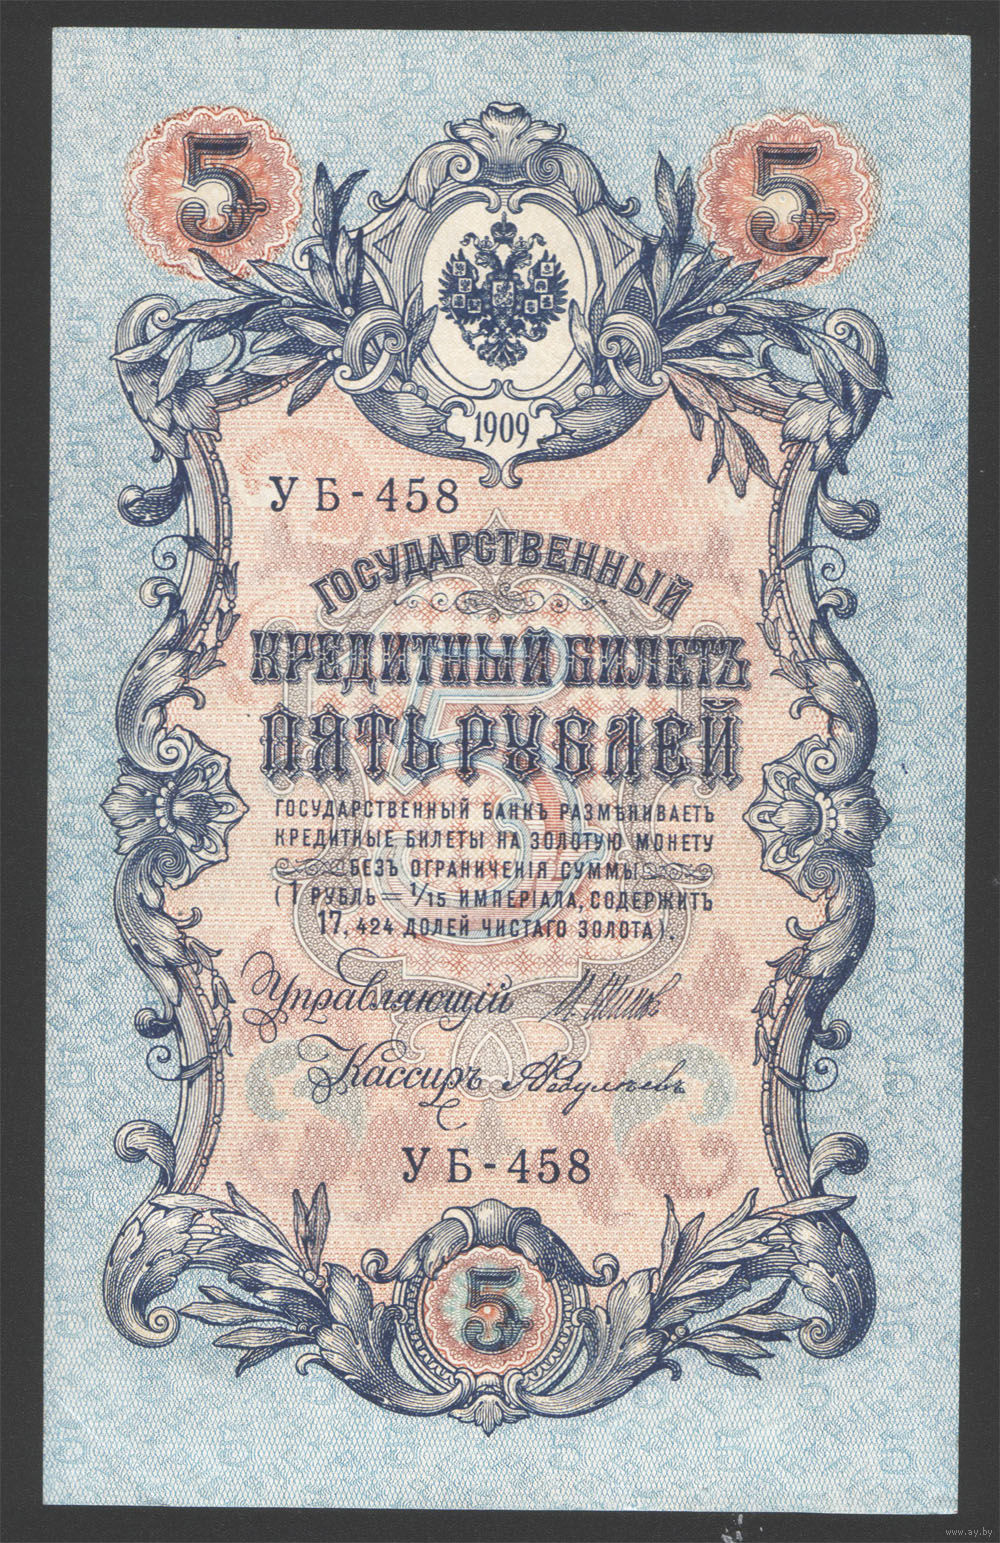 5 5
1909
УБ-458
ГОСУДАРСТВЕННЫЙ
КРЕДИТНЫЙ БИЛЕТЪ
ПЯТЬ РУБЛЕЙ
ГОСУДАРСТВЕННЫЙ БАНКЪ РАЗМѢНИВАЕТЪ
КРЕДИТНЫЕ БИЛЕТЫ НА ЗОЛОТУЮ МОНЕТУ
БЕЗЪ ОГРАНИЧЕНІЯ СУММЫ
(1 РУБЛЬ = 1/15 ИМПЕРІАЛА, СОДЕРЖИТЪ
17,424 ДОЛЕЙ ЧИСТАГО ЗОЛОТА).
Управляющій И. Шипов
Кассиръ
УБ-458
5
www.ay.by